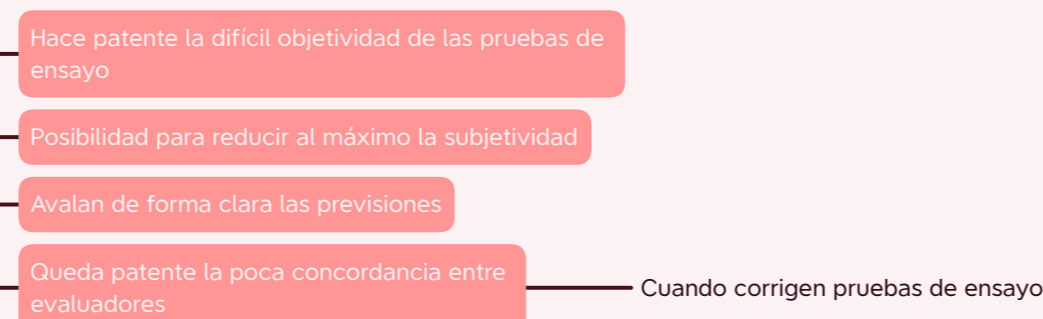 Hace patente la difícil objetividad de las pruebas de
ensayo
Posibilidad para reducir al máximo la subjetividad
Avalan de forma clara las previsiones
Queda patente la poca concordancia entre
evaluadores
Cuando corrigen pruebas de ensayo